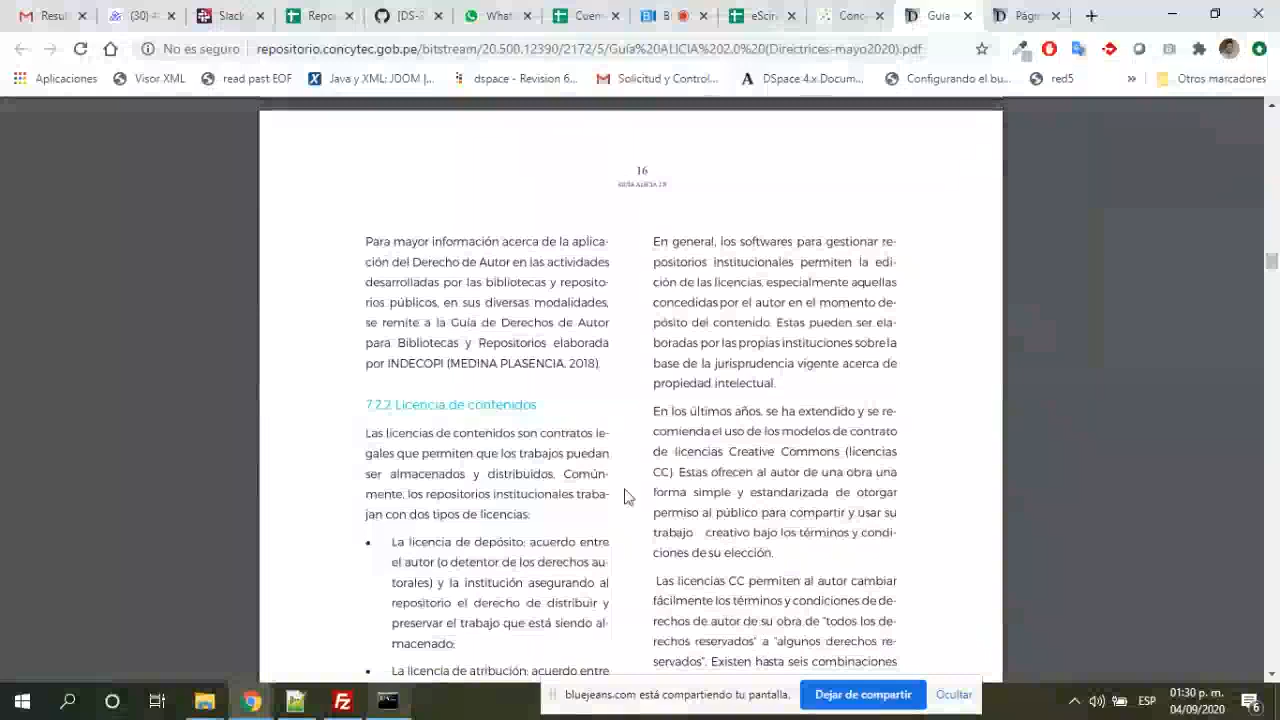 Resul
(30)
Slack
Repo
[DS-
What
Cuen
B
eScir
Conc
Guía
Págir
No es seguro
repositorio.concytec.gob.pe/bitstream/20.500.12390/2172/5/Guía%20ALICIA%202.0%20(Directrices-mayo2020).pdf
Aplicaciones
Visor XML
read past EOF
Java y XML: JDOM |...
dspace - Revision 6...
Solicitud y Control...
DSpace 4.x Docum...
Configurando el bu...
red5
»
Otros marcadores
16
GUÍA ALICIA 2.0
Para mayor información acerca de la aplica-
ción del Derecho de Autor en las actividades
desarrolladas por las bibliotecas y reposito-
rios públicos, en sus diversas modalidades,
se remite a la Guía de Derechos de Autor
para Bibliotecas y Repositorios elaborada
por INDECOPI (MEDINA PLASENCIA, 2018).
7.2.2 Licencia de contenidos
Las licencias de contenidos son contratos le-
gales que permiten que los trabajos puedan
ser almacenados y distribuidos. Común-
mente, los repositorios institucionales traba-
jan con dos tipos de licencias:
• La licencia de depósito: acuerdo entre
el autor (o detentor de los derechos au-
torales) y la institución asegurando al
repositorio el derecho de distribuir y
preservar el trabajo que está siendo al-
macenado;
• La licencia de atribución: acuerdo entre
En general, los softwares para gestionar re-
positorios institucionales permiten la edi-
ción de las licencias, especialmente aquellas
concedidas por el autor en el momento de-
pósito del contenido. Estas pueden ser ela-
boradas por las propias instituciones sobre la
base de la jurisprudencia vigente acerca de
propiedad intelectual.
En los últimos años, se ha extendido y se re-
comienda el uso de los modelos de contrato
de licencias Creative Commons (licencias
CC). Estas ofrecen al autor de una obra una
forma simple y estandarizada de otorgar
permiso al público para compartir y usar su
trabajo creativo bajo los términos y condi-
ciones de su elección.
Las licencias CC permiten al autor cambiar
fácilmente los términos y condiciones de de-
rechos de autor de su obra de "todos los de-
rechos reservados" a "algunos derechos re-
servados". Existen hasta seis combinaciones
bluejeans.com está compartiendo tu pantalla.
Dejar de compartir
Ocultar
ESP
01:30 p. m.
04/09/2020
6